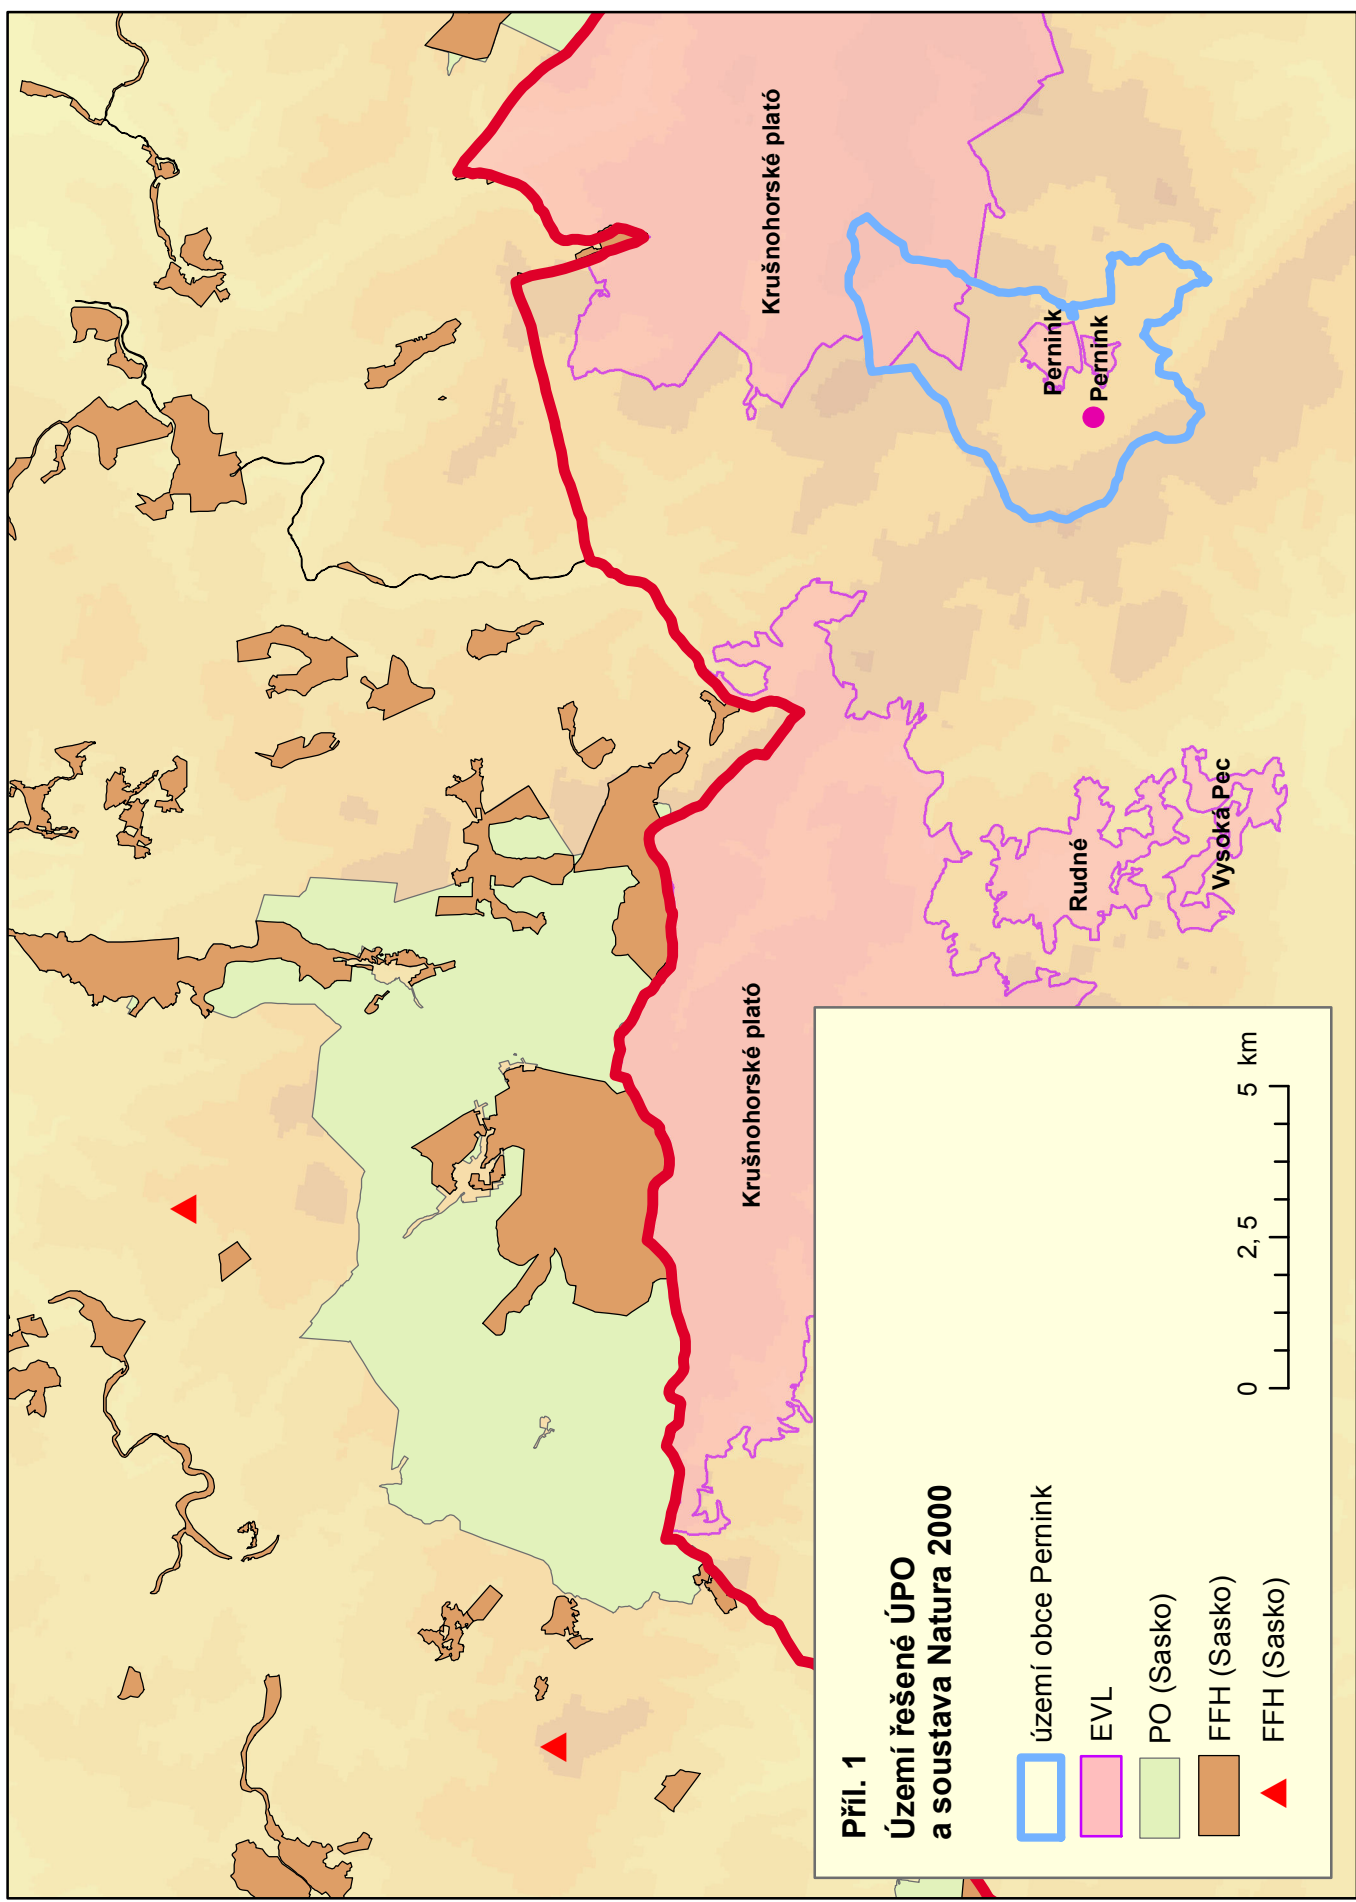 Krušnohorské plató
Krušnohorské plató
Pernink
Pernink
Rudné
Vysoká Pec
Příl. 1
Území řešené ÚPO
a soustava Natura 2000
území obce Pernink
EVL
PO (Sasko)
FFH (Sasko)
FFH (Sasko)
0 2,5 5 km